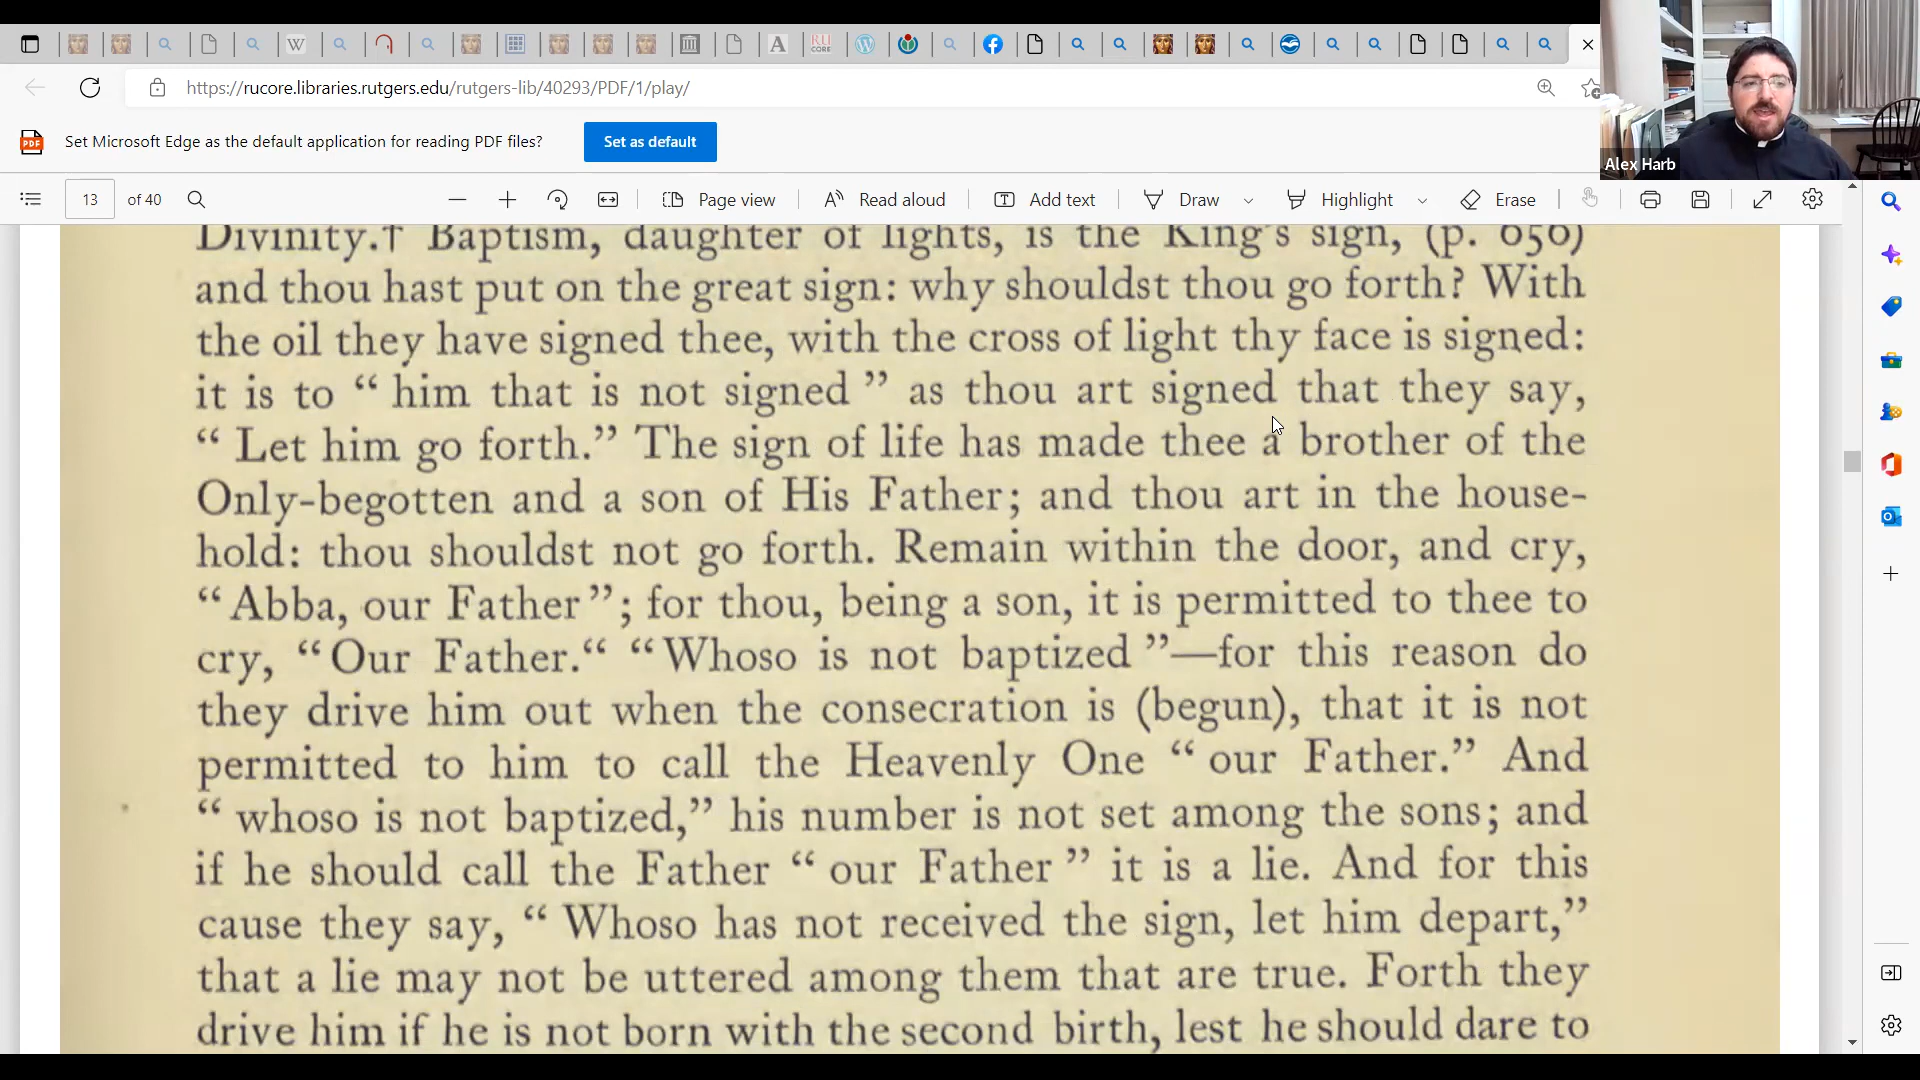 https://rucore.libraries.rutgers.edu/rutgers-lib/40293/PDF/1/play/
PDF
Set Microsoft Edge as the default application for reading PDF files?
Set as default
Alex Harb
13 of 40
Page view
Read aloud
Add text
Draw
Highlight
Erase
Divinity.† Baptism, daughter of lights, is the King's sign, (p. 656)
and thou hast put on the great sign: why shouldst thou go forth? With
the oil they have signed thee, with the cross of light thy face is signed:
it is to “ him that is not signed ” as thou art signed that they say,
“ Let him go forth.” The sign of life has made thee a brother of the
Only-begotten and a son of His Father; and thou art in the house-
hold: thou shouldst not go forth. Remain within the door, and cry,
“ Abba, our Father ”; for thou, being a son, it is permitted to thee to
cry, “ Our Father.“ “ Whoso is not baptized ”—for this reason do
they drive him out when the consecration is (begun), that it is not
permitted to him to call the Heavenly One “ our Father.” And
“ whoso is not baptized,” his number is not set among the sons; and
if he should call the Father “ our Father ” it is a lie. And for this
cause they say, “ Whoso has not received the sign, let him depart,”
that a lie may not be uttered among them that are true. Forth they
drive him if he is not born with the second birth, lest he should dare to